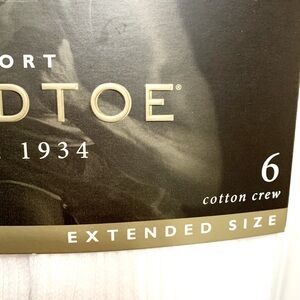 ORT
DTOE®
1934
6
cotton crew
EXTENDED SIZE